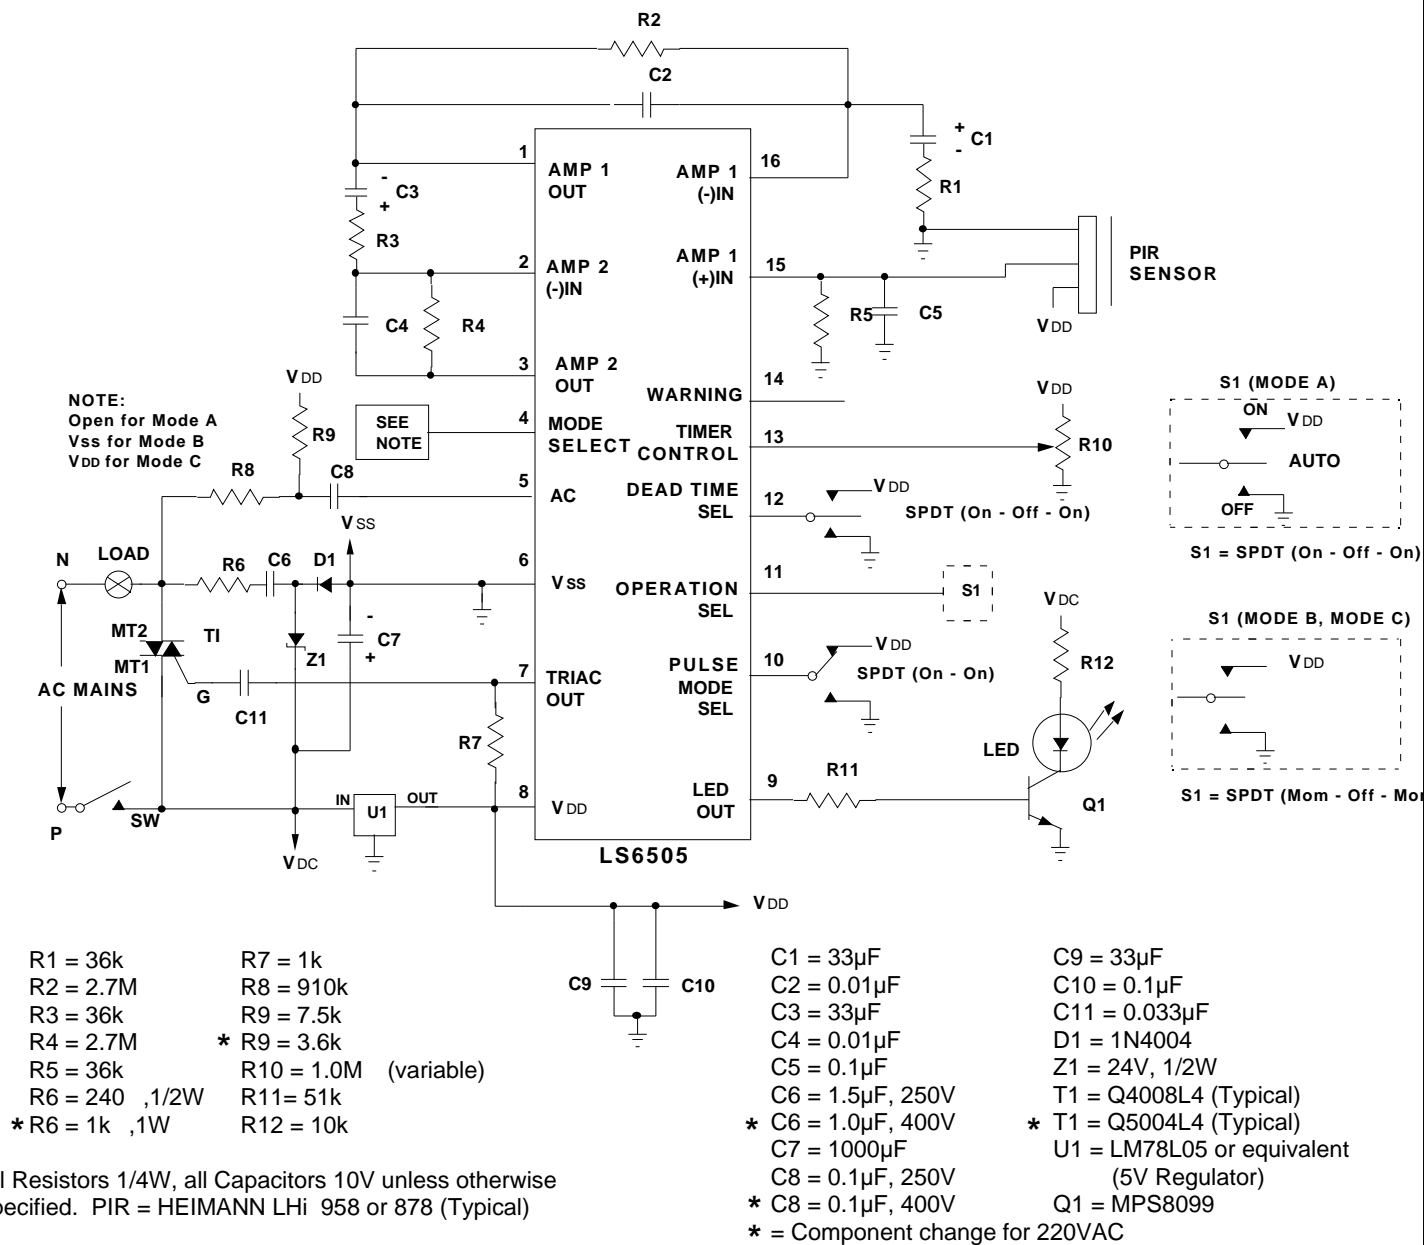 R2
C2
+
C1
-
R1
1
AMP 1
OUT
AMP 1
(-)IN
16
-
C3
+
R3
2
AMP 2
(-)IN
AMP 1
(+)IN
15
PIR
SENSOR
C4
R4
R5
C5
VDD
3
AMP 2
OUT
WARNING
14
VDD
NOTE:
Open for Mode A
Vss for Mode B
VDD for Mode C
VDD
R9
SEE
NOTE
4
MODE
SELECT
TIMER
CONTROL
13
VDD
R10
S1 (MODE A)
ON
VDD
AUTO
OFF
S1 = SPDT (On - Off - On)
R8
C8
5
AC
DEAD TIME
SEL
12
VDD
SPDT (On - Off - On)
VSS
N
LOAD
R6
C6
D1
6
VSS
OPERATION
SEL
11
S1
MT2
MT1
TI
Z1
-
C7
+
AC MAINS
G
C11
7
TRIAC
OUT
PULSE
MODE
SEL
10
VDD
SPDT (On - On)
VDC
R12
S1 (MODE B, MODE C)
VDD
S1 = SPDT (Mom - Off - Mom
R7
LED
P
SW
IN
U1
OUT
8
VDD
LED
OUT
9
R11
Q1
VDC
LS6505
VDD
C9
C10
R1 = 36k
R2 = 2.7M
R3 = 36k
R4 = 2.7M
R5 = 36k
R6 = 240 ,1/2W
* R6 = 1k ,1W
R7 = 1k
R8 = 910k
R9 = 7.5k
* R9 = 3.6k
R10 = 1.0M (variable)
R11= 51k
R12 = 10k
C1 = 33µF
C2 = 0.01µF
C3 = 33µF
C4 = 0.01µF
C5 = 0.1µF
C6 = 1.5µF, 250V
* C6 = 1.0µF, 400V
C7 = 1000µF
C8 = 0.1µF, 250V
* C8 = 0.1µF, 400V
C9 = 33µF
C10 = 0.1µF
C11 = 0.033µF
D1 = 1N4004
Z1 = 24V, 1/2W
T1 = Q4008L4 (Typical)
* T1 = Q5004L4 (Typical)
U1 = LM78L05 or equivalent
(5V Regulator)
Q1 = MPS8099
* = Component change for 220VAC
l Resistors 1/4W, all Capacitors 10V unless otherwise
pecified. PIR = HEIMANN LHi 958 or 878 (Typical)